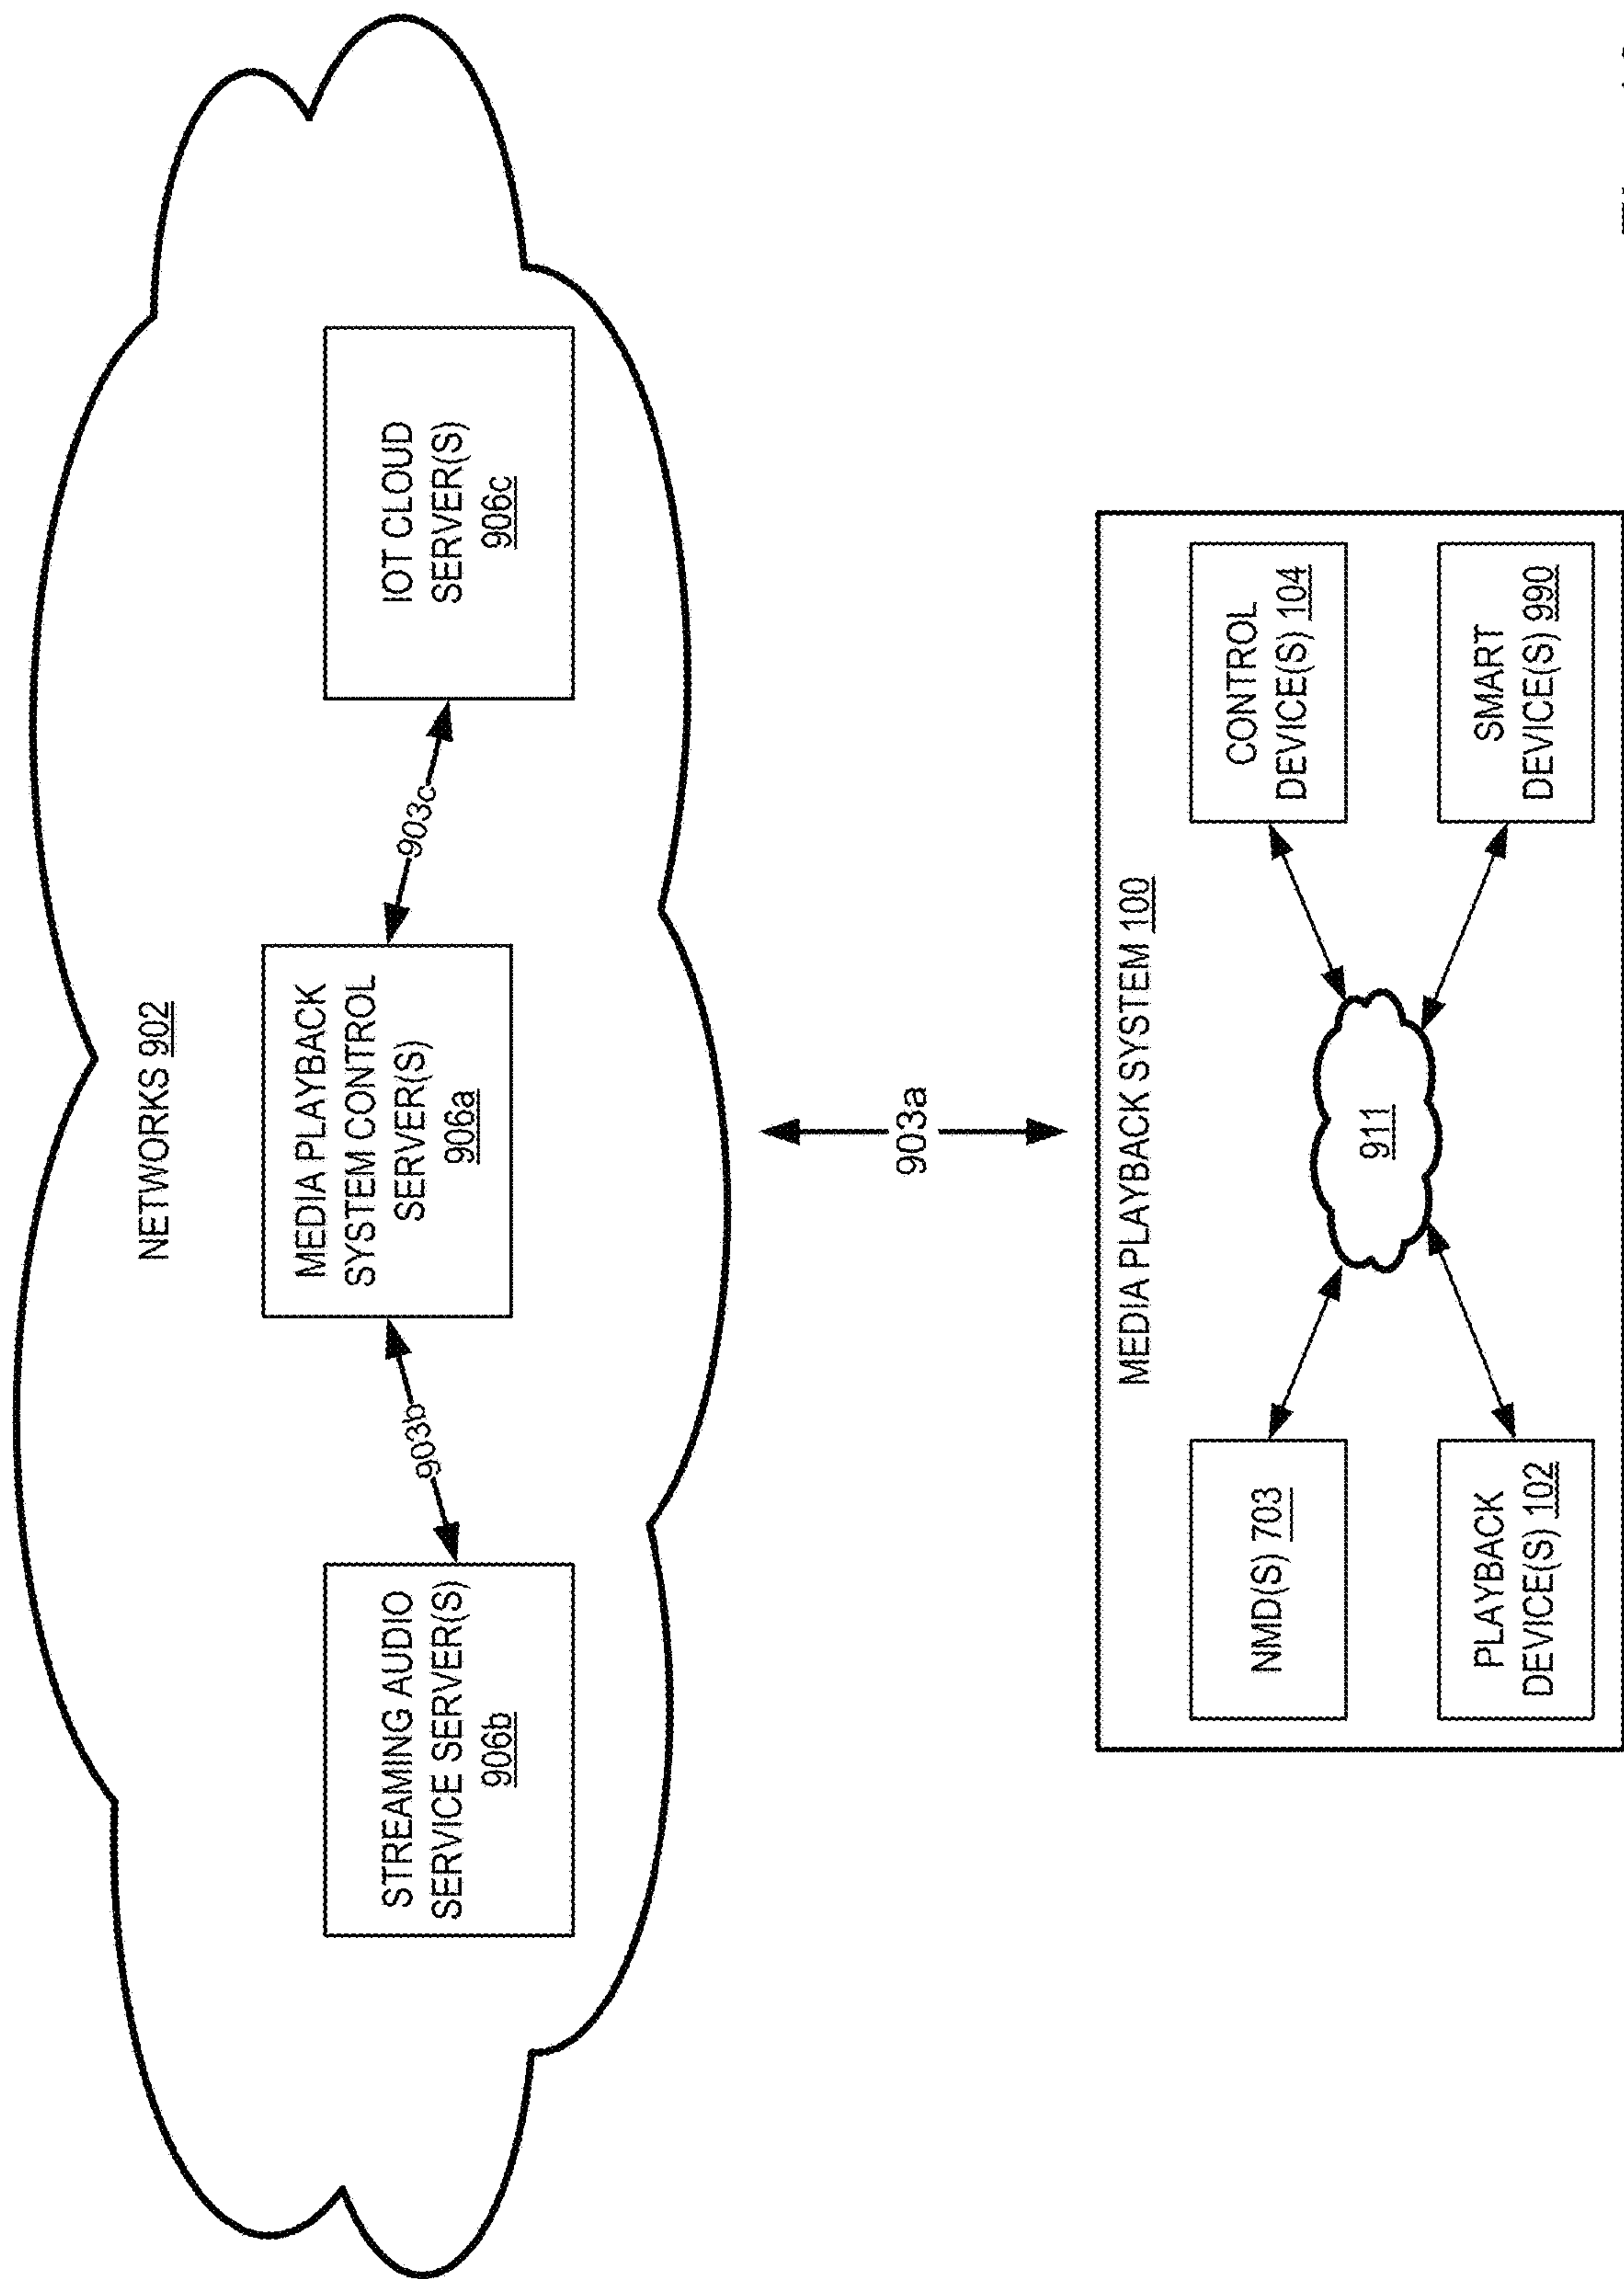 NETWORKS 902
STREAMING AUDIO
SERVICE SERVER(S)
906b
903b
MEDIA PLAYBACK
SYSTEM CONTROL
SERVER(S)
906a
903c
IOT CLOUD
SERVER(S)
906c
903a
MEDIA PLAYBACK SYSTEM 100
NMD(S) 703
CONTROL
DEVICE(S) 104
911
PLAYBACK
DEVICE(S) 102
SMART
DEVICE(S) 990